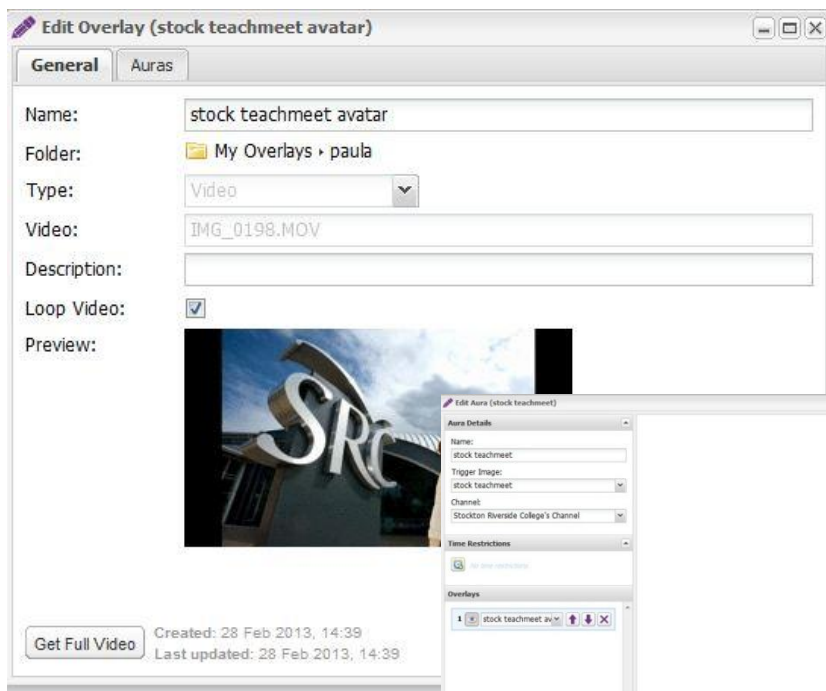 Edit Overlay (stock teachmeet avatar)
General Auras
Name: stock teachmeet avatar
Folder: My Overlays ▸ paula
Type: Video
Video: IMG_0198.MOV
Description:
Loop Video:
Preview:
SRC
Get Full Video
Created: 28 Feb 2013, 14:39
Last updated: 28 Feb 2013, 14:39
Edit Aura (stock teachmeet)
Aura Details
Name:
stock teachmeet
Trigger Image:
stock teachmeet
Channel:
Stockton Riverside College's Channel
Time Restrictions
No time restrictions
Overlays
1 stock teachmeet av